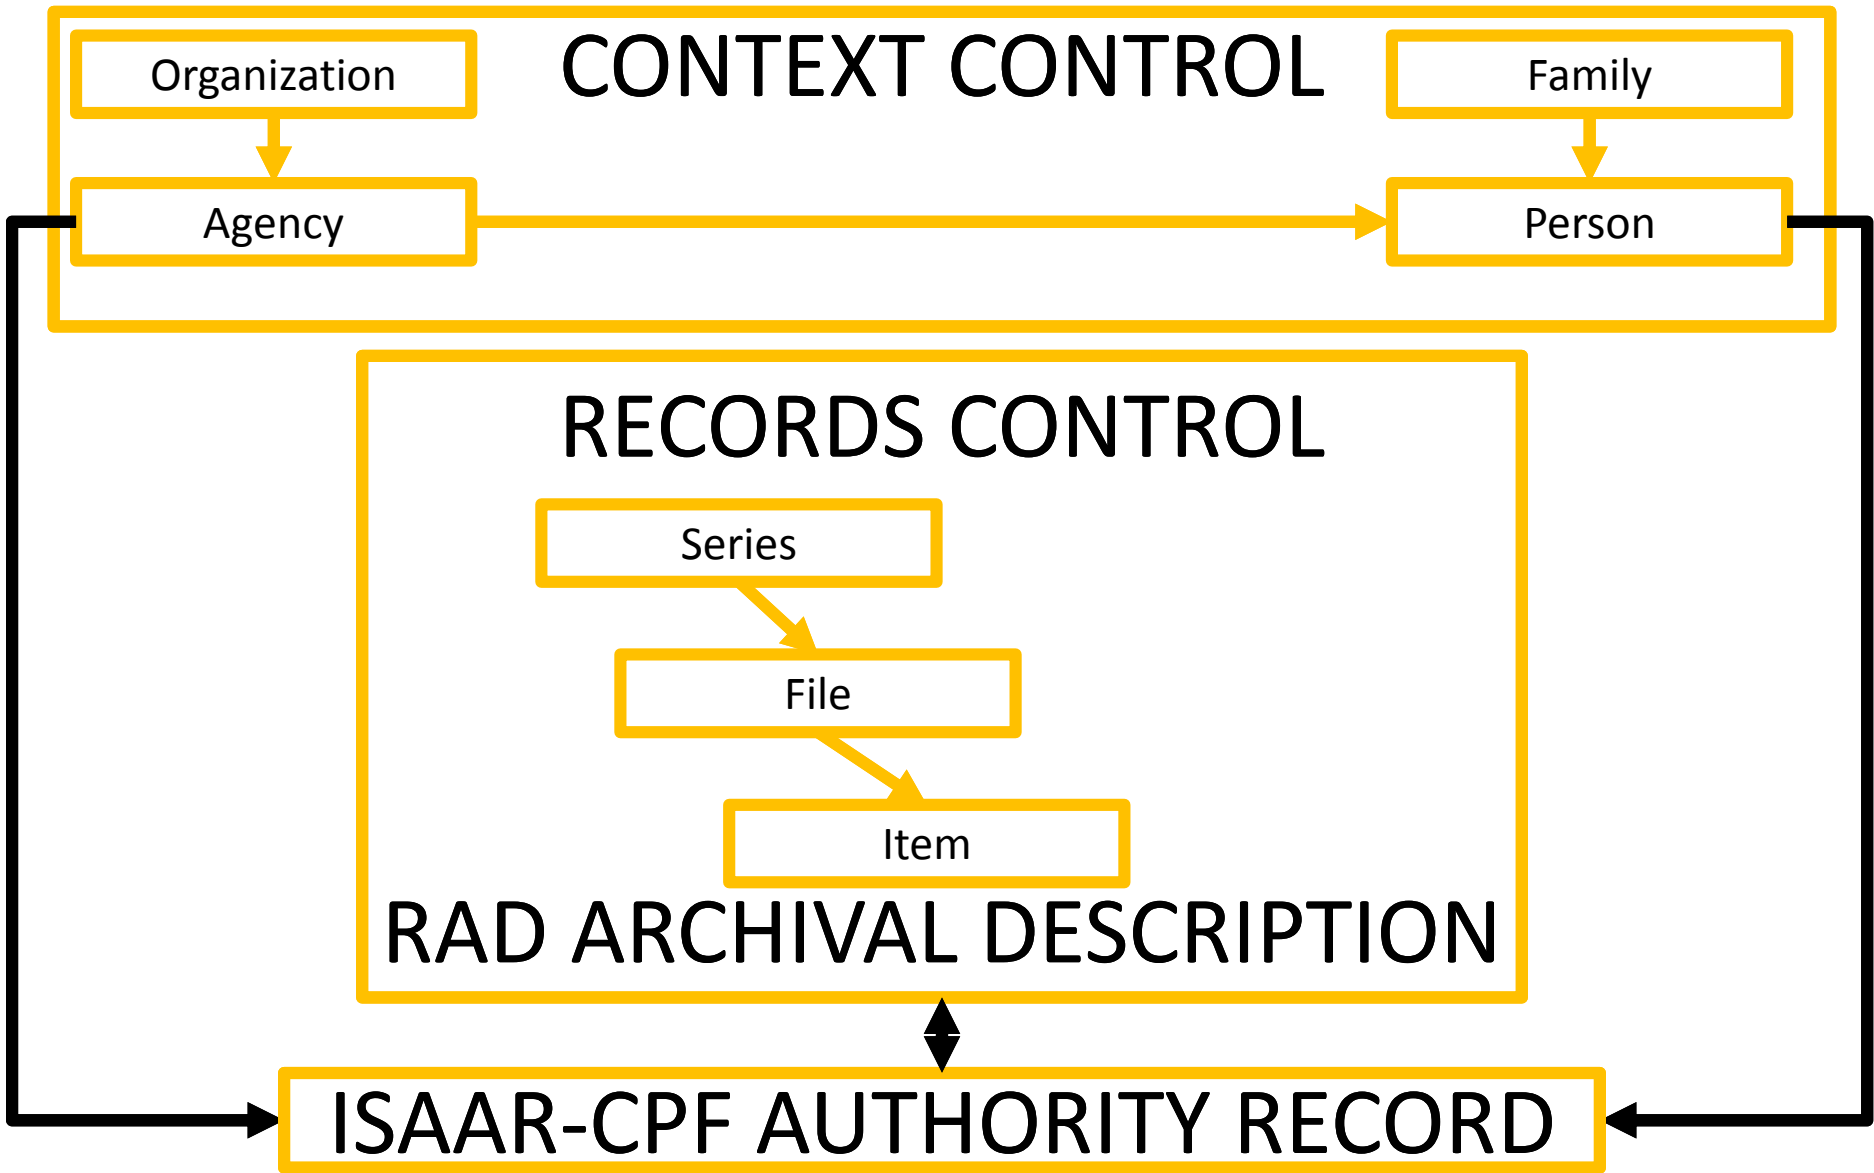 CONTEXT CONTROL
Organization
Family
Agency
Person
RECORDS CONTROL
Series
File
Item
RAD ARCHIVAL DESCRIPTION
ISAAR-CPF AUTHORITY RECORD